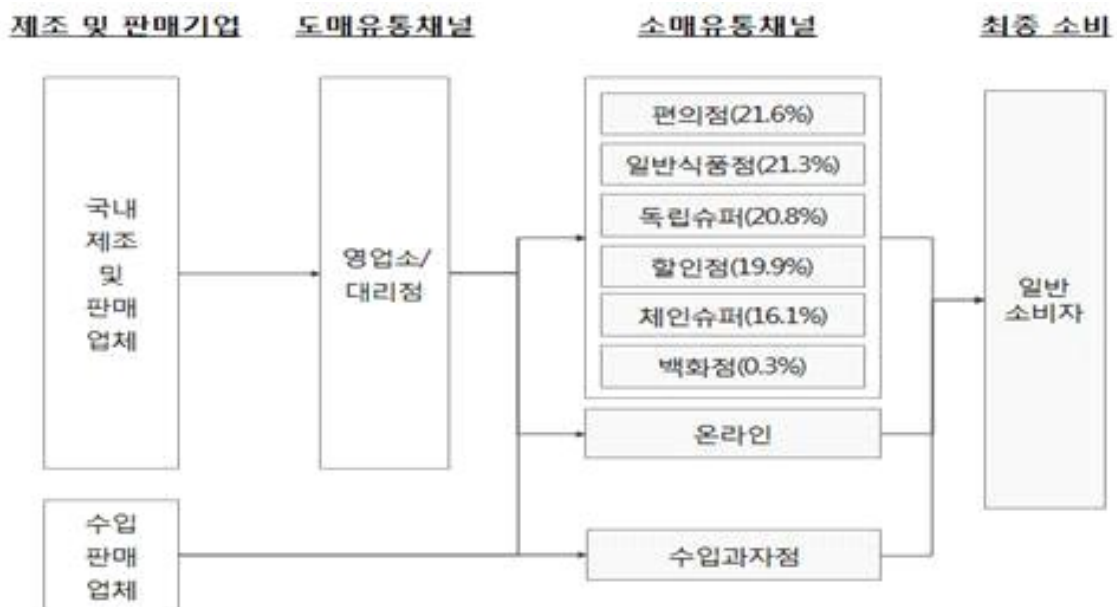 제조 및 판매기업
도매유통채널
소매유통채널
최종 소비
국내
제조
및
판매
업체
영업소/
대리점
편의점(21.6%)
일반식품점(21.3%)
독립슈퍼(20.8%)
할인점(19.9%)
체인슈퍼(16.1%)
백화점(0.3%)
온라인
수입과자점
일반
소비자
수입
판매
업체